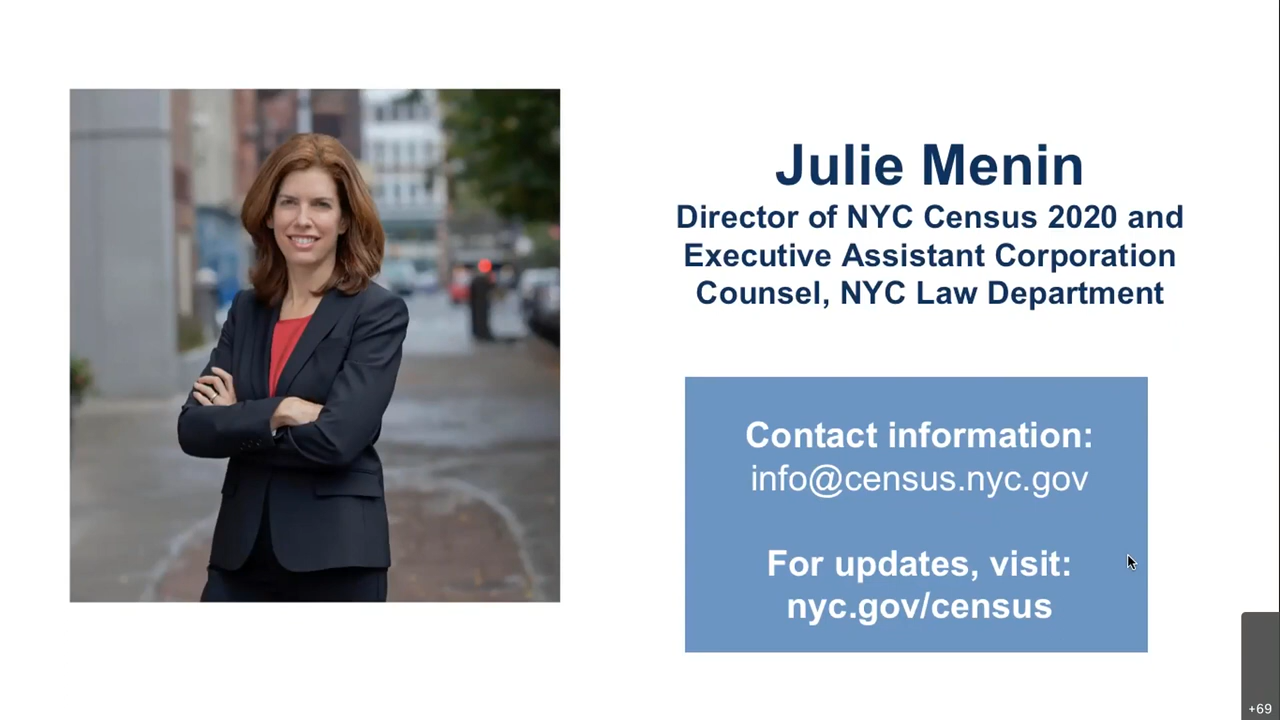 Julie Menin
Director of NYC Census 2020 and
Executive Assistant Corporation
Counsel, NYC Law Department
Contact information:
info@census.nyc.gov
For updates, visit:
nyc.gov/census
+69